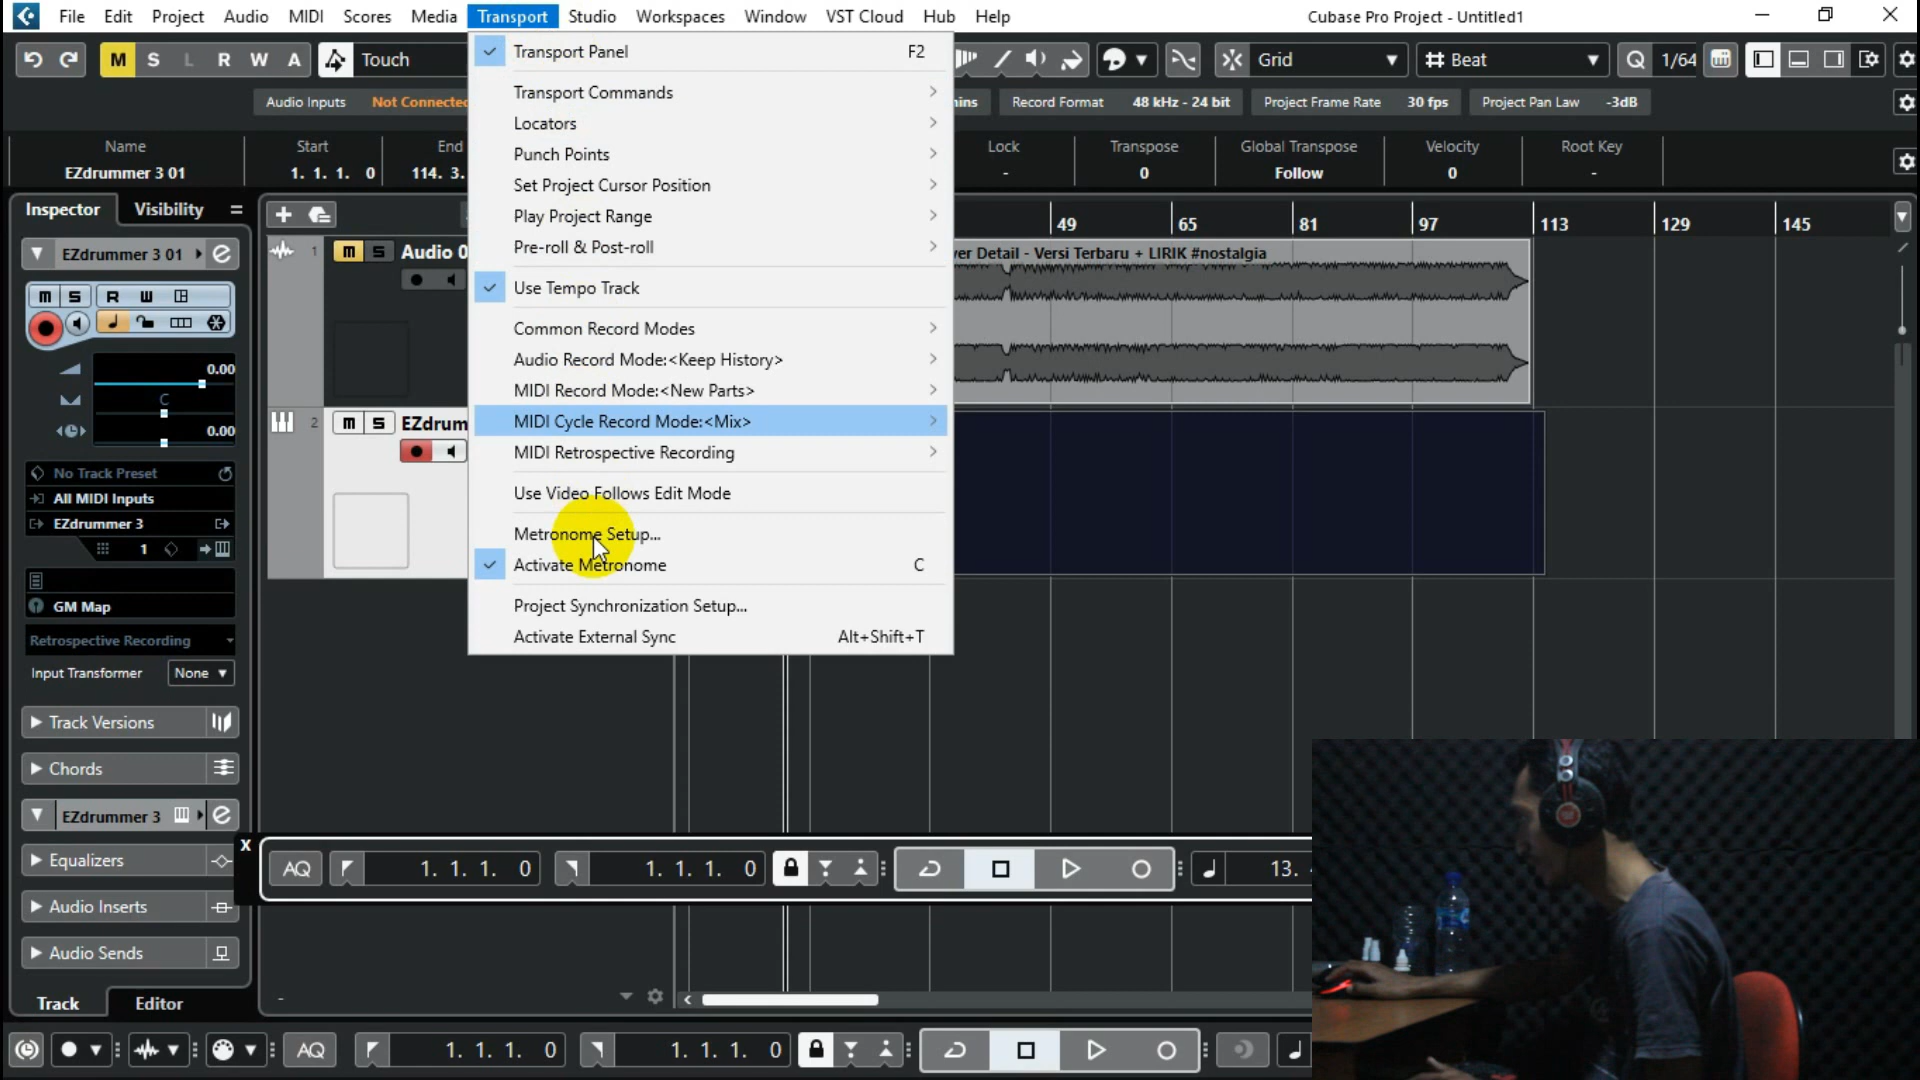 File Edit Project Audio MIDI Scores Media Transport Studio Workspaces Window VST Cloud Hub Help
Cubase Pro Project - Untitled1
M S L R W A Touch
Grid Beat Q 1/64
Audio Inputs Not Connected
Record Format 48 kHz - 24 bit Project Frame Rate 30 fps Project Pan Law -3dB
Name Start End
EZdrummer 3 01 1. 1. 1. 0 114. 3.
Lock Transpose Global Transpose Velocity Root Key
- 0 Follow 0 -
Transport Panel F2
Transport Commands
Locators
Punch Points
Set Project Cursor Position
Play Project Range
Pre-roll & Post-roll
Use Tempo Track
Common Record Modes
Audio Record Mode:<Keep History>
MIDI Record Mode:<New Parts>
MIDI Cycle Record Mode:<Mix>
MIDI Retrospective Recording
Use Video Follows Edit Mode
Metronome Setup...
Activate Metronome C
Project Synchronization Setup...
Activate External Sync Alt+Shift+T
Inspector Visibility
EZdrummer 3 01
m S R W
0.00
C
0.00
No Track Preset
All MIDI Inputs
EZdrummer 3
1
GM Map
Retrospective Recording
Input Transformer None
Track Versions
Chords
EZdrummer 3
Equalizers
Audio Inserts
Audio Sends
Track Editor
1 m S Audio 0
2 m S EZdrum
49 65 81 97 113 129 145
Detail - Versi Terbaru + LIRIK #nostalgia
X
AQ 1. 1. 1. 0 1. 1. 1. 0 13.
AQ 1. 1. 1. 0 1. 1. 1. 0